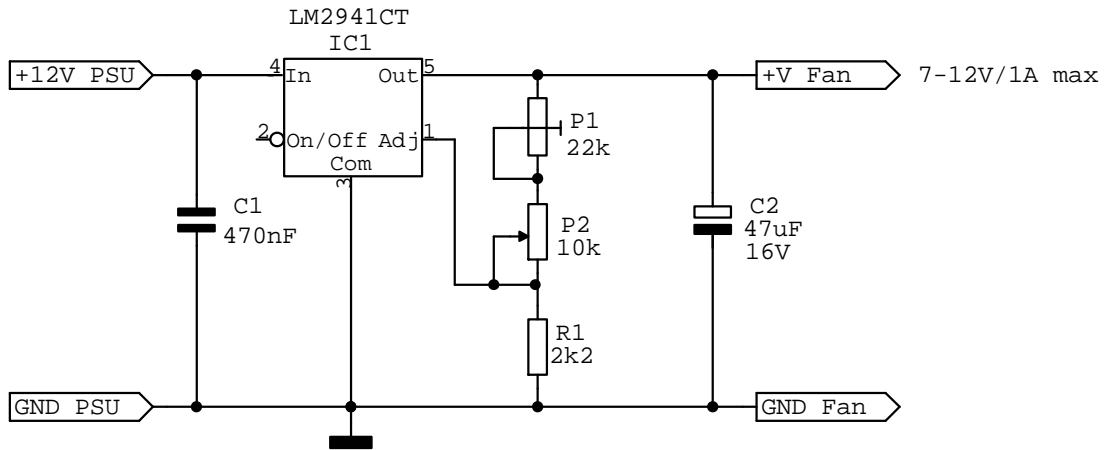 LM2941CT
IC1
+12V PSU
4
In
Out
5
+V Fan
7-12V/1A max
2
On/Off
Adj
1
Com
3
P1
22k
C1
470nF
P2
10k
C2
47uF
16V
R1
2k2
GND PSU
GND Fan